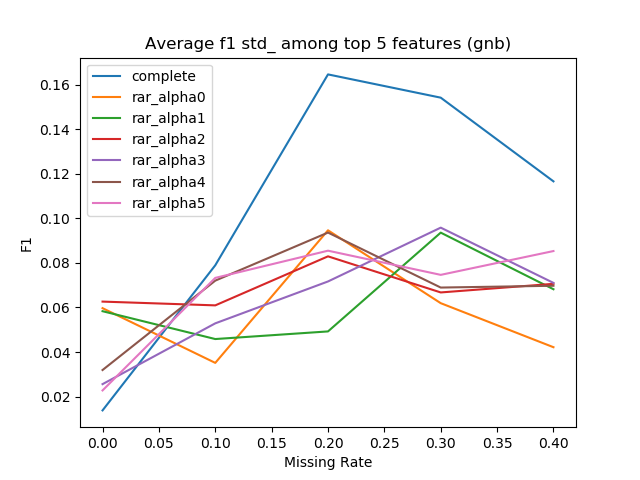 Average f1 std_ among top 5 features (gnb)
complete
rar_alpha0
rar_alpha1
rar_alpha2
rar_alpha3
rar_alpha4
rar_alpha5
F1
0.16
0.14
0.12
0.10
0.08
0.06
0.04
0.02
0.00 0.05 0.10 0.15 0.20 0.25 0.30 0.35 0.40
Missing Rate